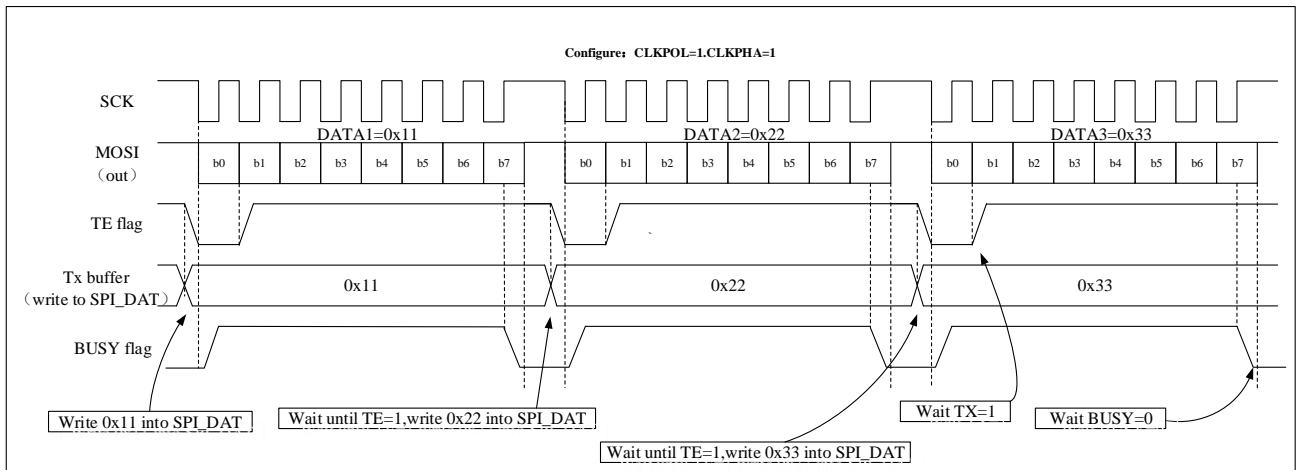 Configure：CLKPOL=1.CLKPHA=1
SCK
DATA1=0x11 DATA2=0x22 DATA3=0x33
MOSI
（out）
b0 b1 b2 b3 b4 b5 b6 b7 b0 b1 b2 b3 b4 b5 b6 b7 b0 b1 b2 b3 b4 b5 b6 b7
TE flag
Tx buffer
（write to SPI_DAT）
0x11 0x22 0x33
BUSY flag
Write 0x11 into SPI_DAT
Wait until TE=1,write 0x22 into SPI_DAT
Wait until TE=1,write 0x33 into SPI_DAT
Wait TX=1
Wait BUSY=0